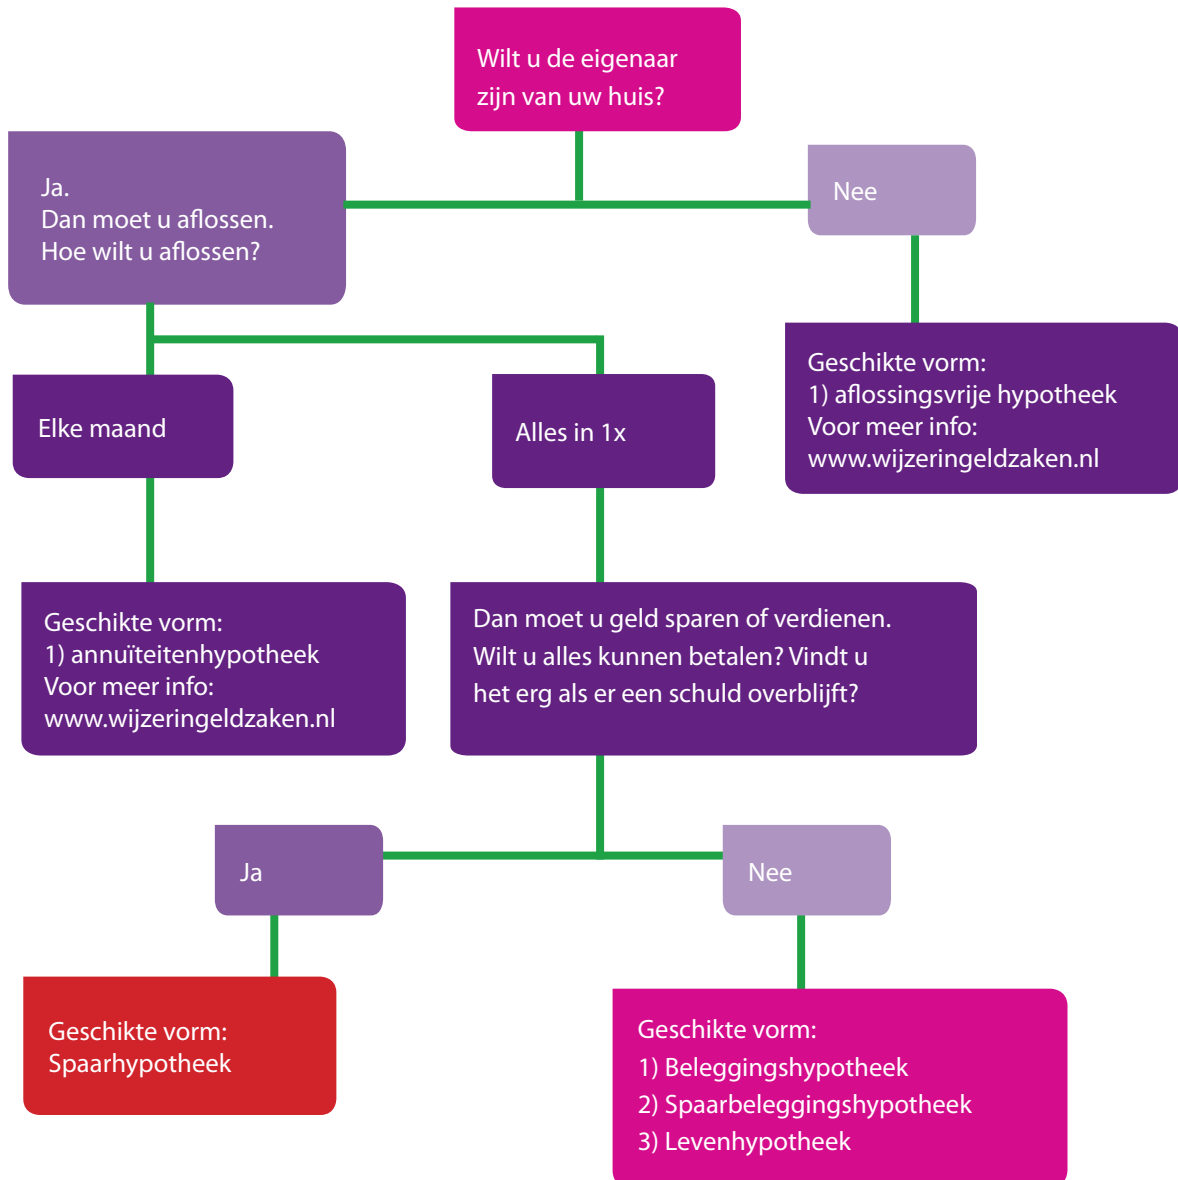 Wilt u de eigenaar
zijn van uw huis?
Ja.
Dan moet u aflossen.
Hoe wilt u aflossen?
Nee
Geschikte vorm:
1) aflossingsvrije hypotheek
Voor meer info:
www.wijzeringeldzaken.nl
Elke maand
Alles in 1x
Geschikte vorm:
1) annuïteitenhypotheek
Voor meer info:
www.wijzeringeldzaken.nl
Dan moet u geld sparen of verdienen.
Wilt u alles kunnen betalen? Vindt u
het erg als er een schuld overblijft?
Ja
Nee
Geschikte vorm:
Spaarhypotheek
Geschikte vorm:
1) Beleggingshypotheek
2) Spaarbeleggingshypotheek
3) Levenhypotheek